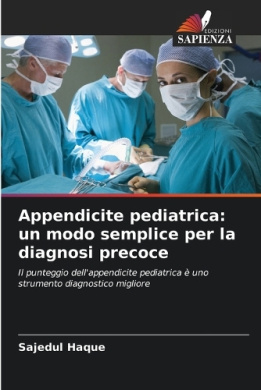 EDIZIONI
SAPIENZA
Appendicite pediatrica:
un modo semplice per la
diagnosi precoce
Il punteggio dell'appendicite pediatrica è uno
strumento diagnostico migliore
Sajedul Haque